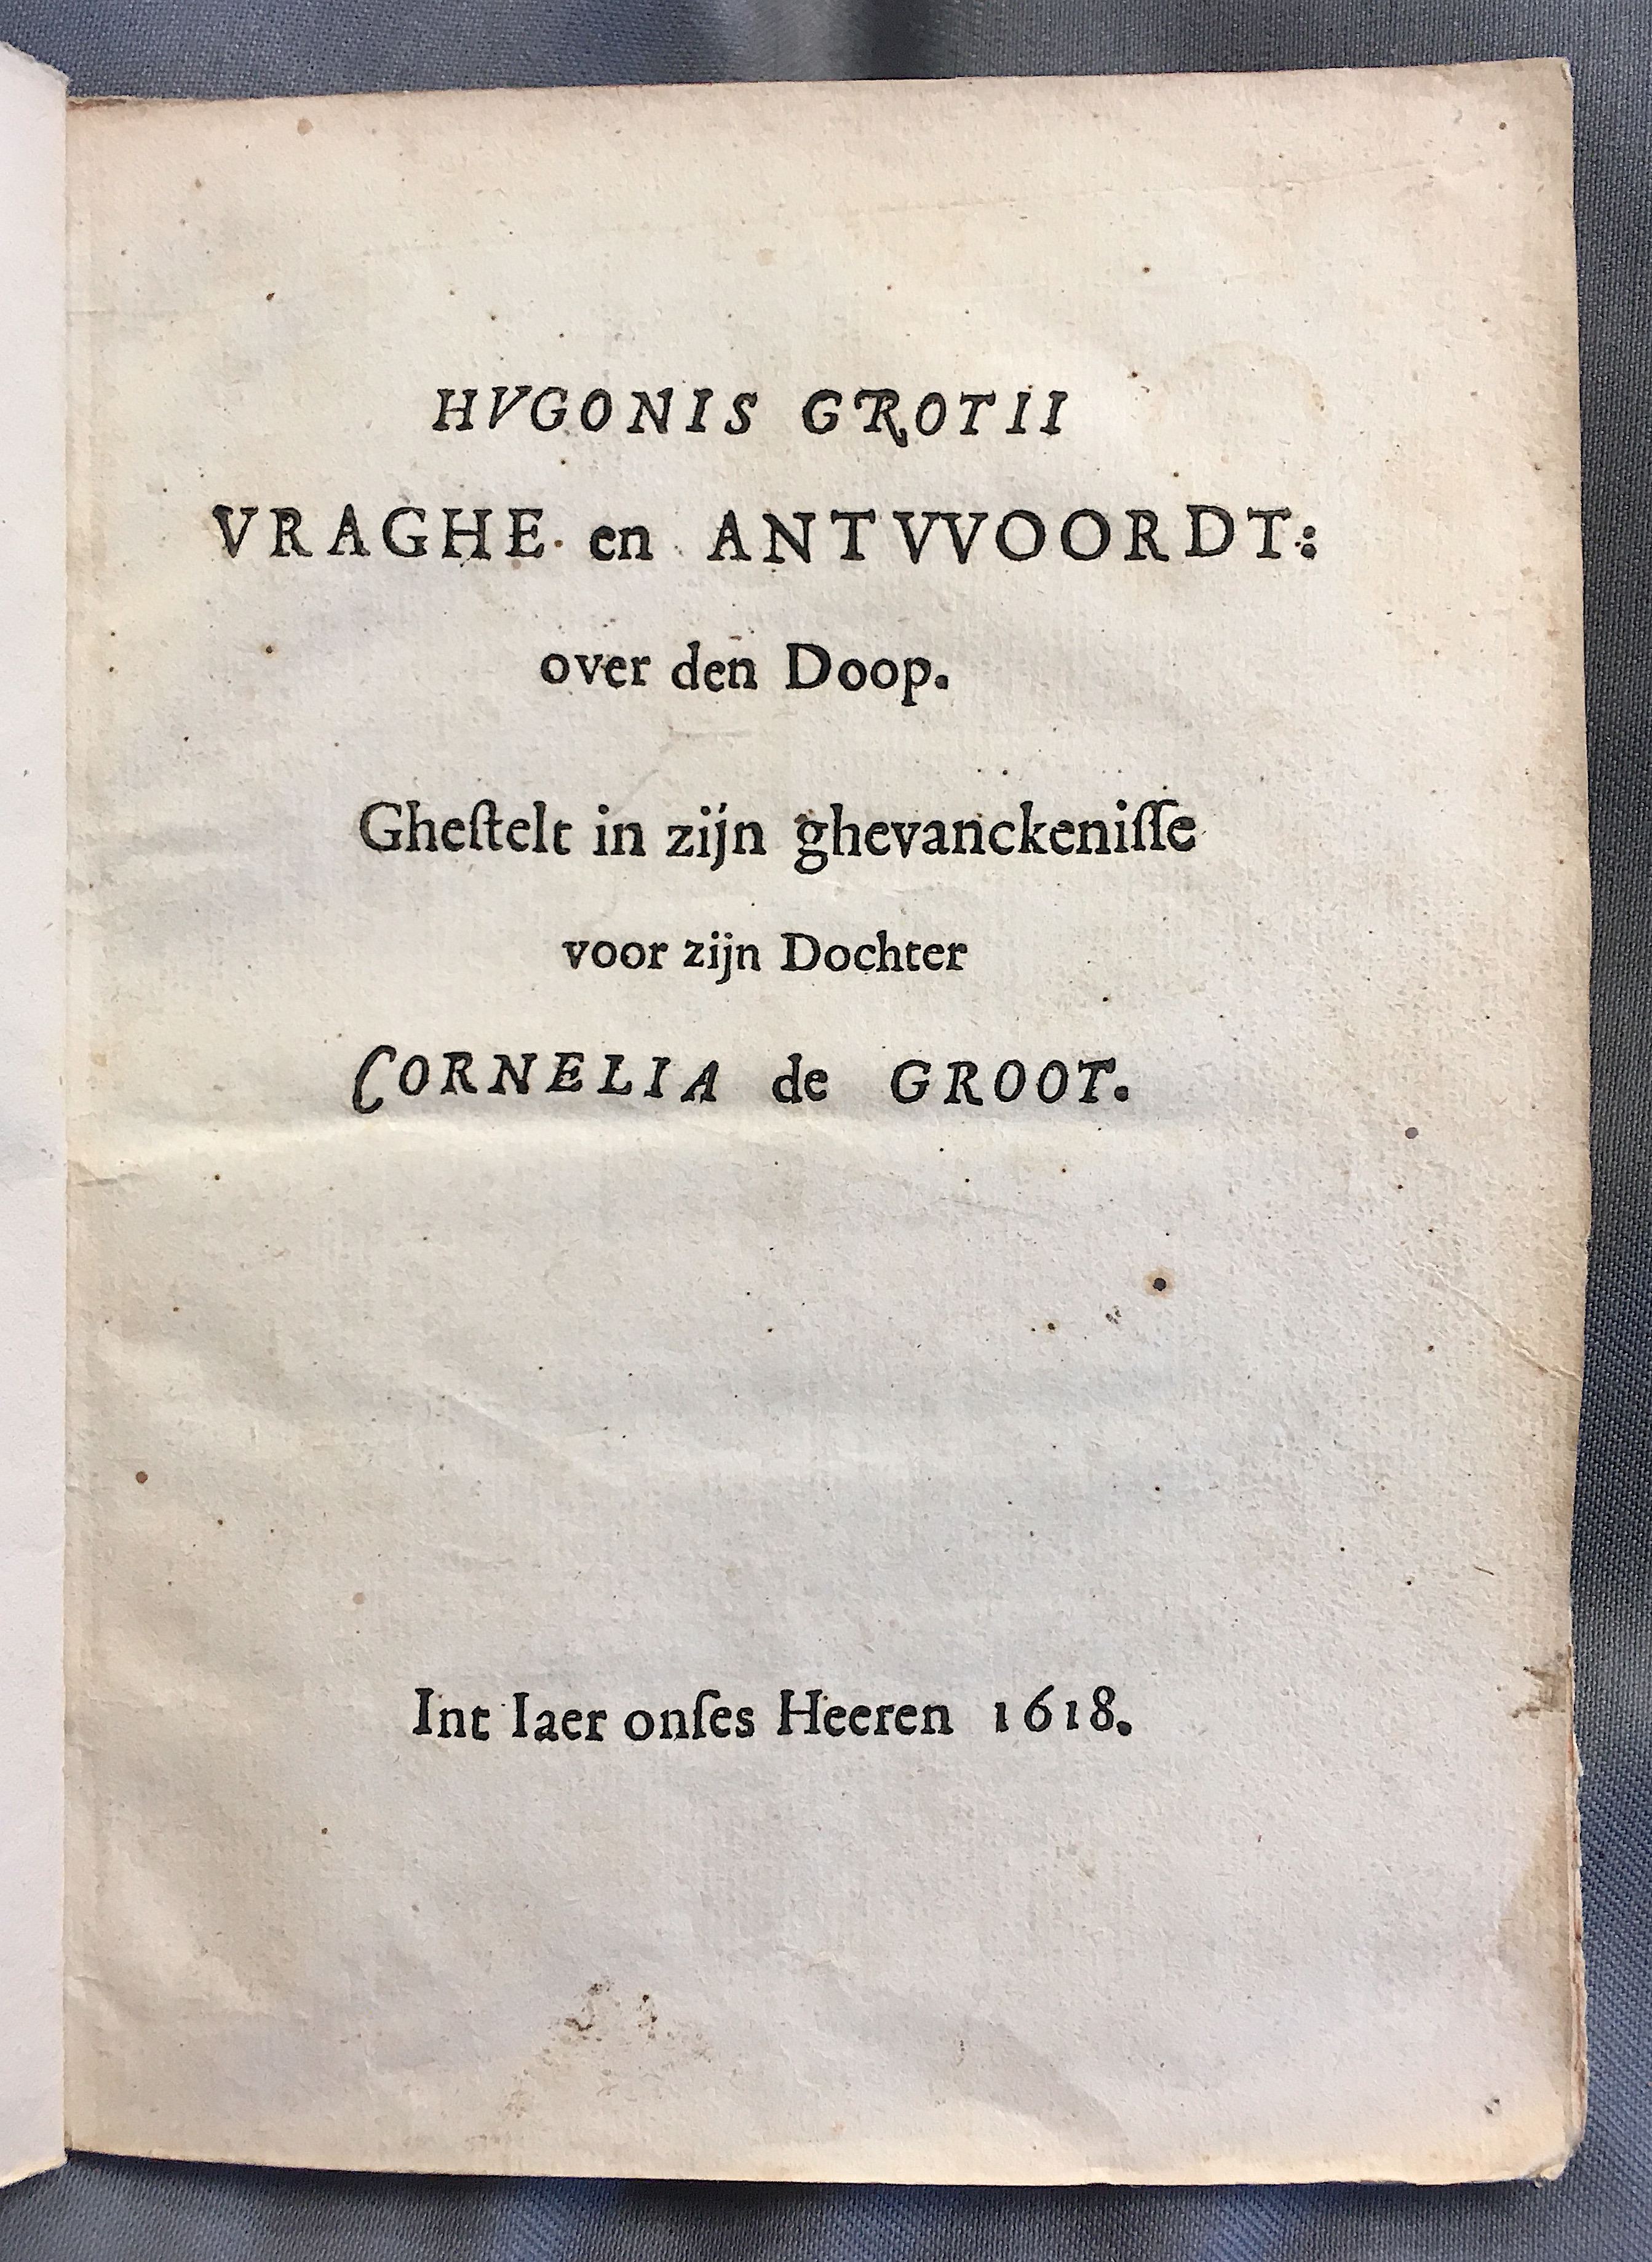 HVGONIS GROTII
VRAGHE en ANTVVOORDT:
over den Doop.
Gheſtelt in zijn ghevanckeniſſe
voor zijn Dochter
CORNELIA de GROOT.
Int Iaer onſes Heeren 1618.